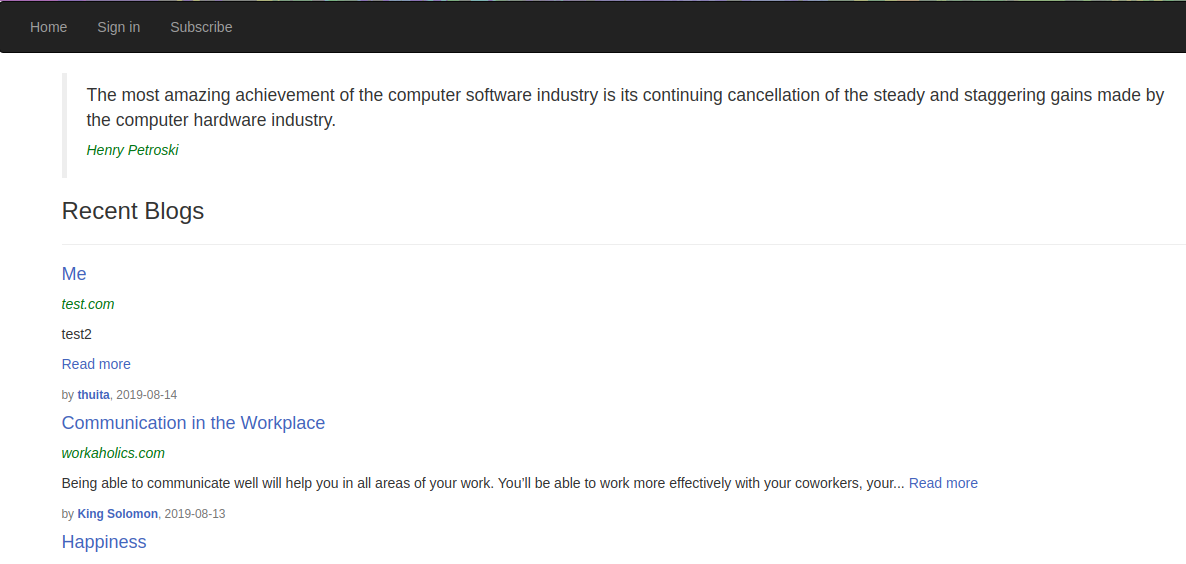 Home Sign in Subscribe
The most amazing achievement of the computer software industry is its continuing cancellation of the steady and staggering gains made by
the computer hardware industry.
Henry Petroski
Recent Blogs
Me
test.com
test2
Read more
by thuita, 2019-08-14
Communication in the Workplace
workaholics.com
Being able to communicate well will help you in all areas of your work. You’ll be able to work more effectively with your coworkers, your... Read more
by King Solomon, 2019-08-13
Happiness